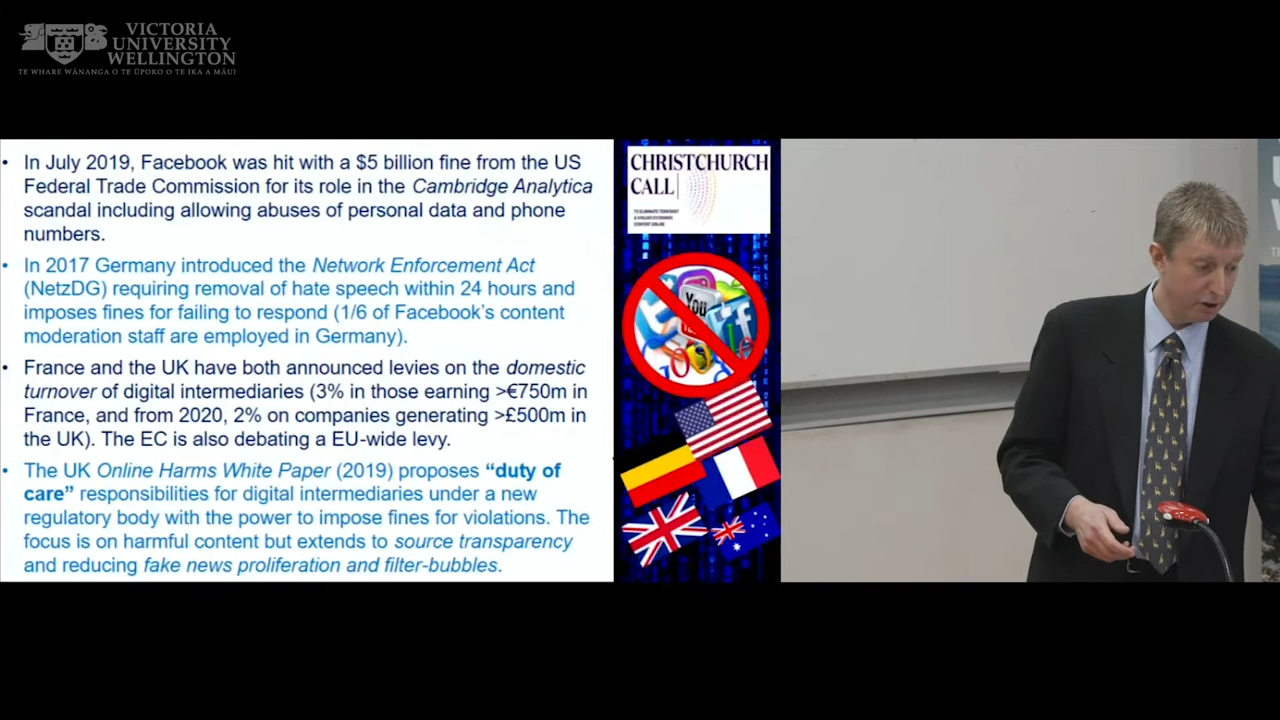 VICTORIA
UNIVERSITY
WELLINGTON
TE WHARE WĀNANGA O TE ŪPOKO O TE IKA A MĀUI
• In July 2019, Facebook was hit with a $5 billion fine from the US
Federal Trade Commission for its role in the Cambridge Analytica
scandal including allowing abuses of personal data and phone
numbers.
• In 2017 Germany introduced the Network Enforcement Act
(NetzDG) requiring removal of hate speech within 24 hours and
imposes fines for failing to respond (1/6 of Facebook's content
moderation staff are employed in Germany).
• France and the UK have both announced levies on the domestic
turnover of digital intermediaries (3% in those earning >€750m in
France, and from 2020, 2% on companies generating >£500m in
the UK). The EC is also debating a EU-wide levy.
• The UK Online Harms White Paper (2019) proposes “duty of
care” responsibilities for digital intermediaries under a new
regulatory body with the power to impose fines for violations. The
focus is on harmful content but extends to source transparency
and reducing fake news proliferation and filter-bubbles.
CHRISTCHURCH
CALL
TO ELIMINATE TERRORIST
& VIOLENT EXTREMIST
CONTENT ONLINE
You